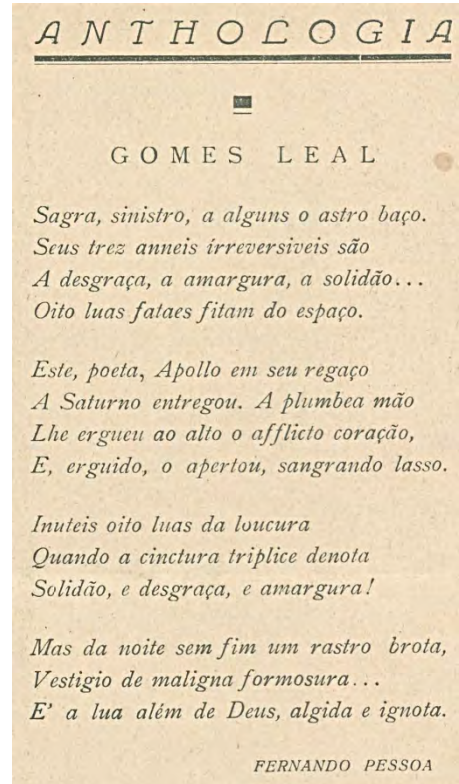 ANTHOLOGIA
GOMES LEAL
Sagra, sinistro, a alguns o astro baço.
Seus trez anneis írreversiveis são
A desgraça, a amargura, a solidão...
Oito luas fataes fitam do espaço.
Este, poeta, Apollo em seu regaço
A Saturno entregou. A plumbea mão
Lhe ergueu ao alto o afflicto coração,
E, erguido, o apertou, sangrando lasso.
Inuteis oito luas da loucura
Quando a cinctura triplice denota
Solidão, e desgraça, e amargura!
Mas da noite sem fim um rastro brota,
Vestigio de maligna formosura...
E' a lua além de Deus, algida e ignota.
FERNANDO PESSOA